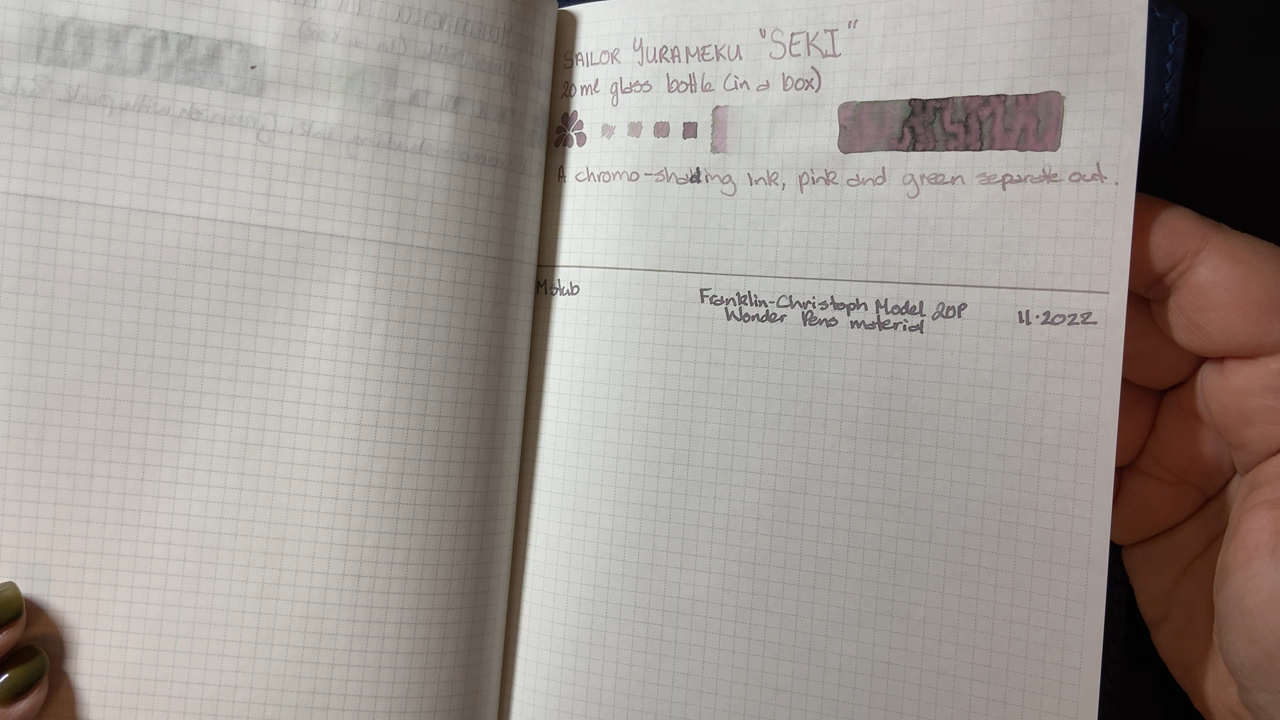 SAILOR YURAMEKU "SEKI"
20ml glass bottle (in a box)
A chromo-shading ink, pink and green separate out.
M stub
Franklin-Christoph Model 20P
Wonder Pens material
11·2022